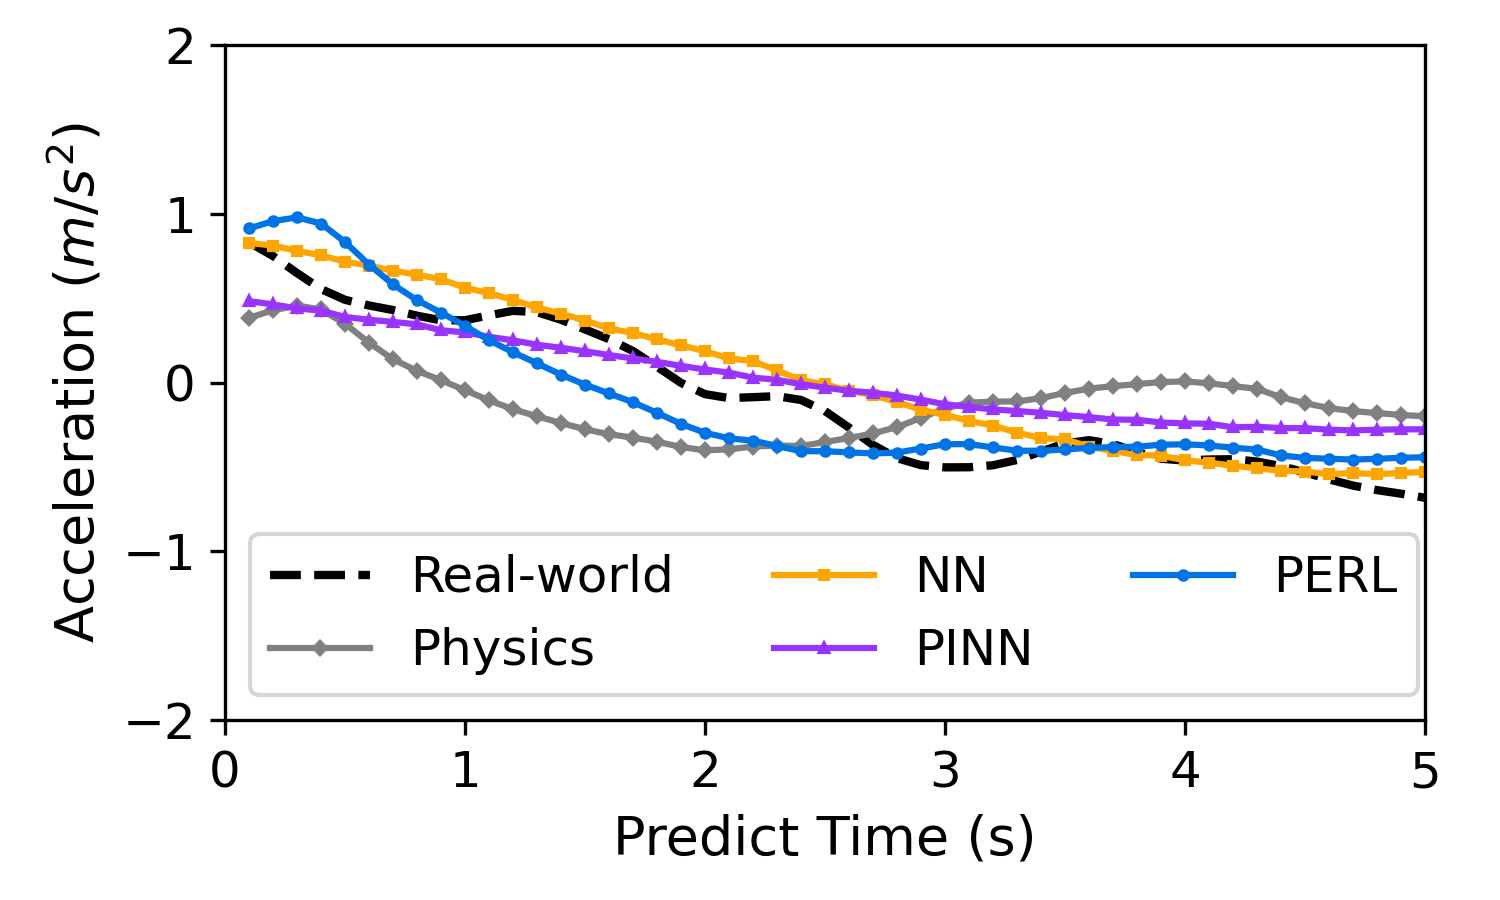 2
1
0
−1
−2
Acceleration (m/s²)
Real-world
Physics
NN
PINN
PERL
0 1 2 3 4 5
Predict Time (s)